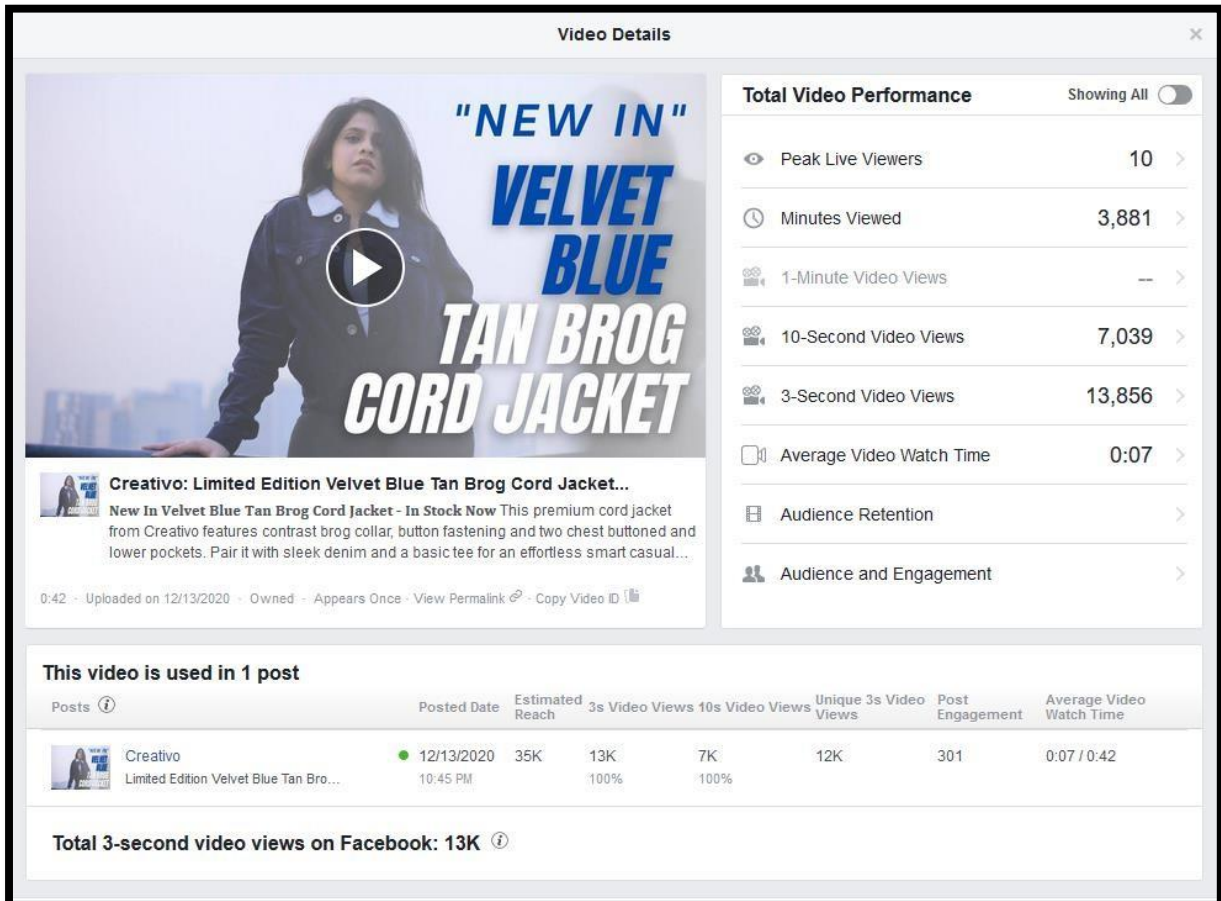 Video Details
"NEW IN"
VELVET
BLUE
TAN BROG
CORD JACKET
Creativo: Limited Edition Velvet Blue Tan Brog Cord Jacket...
New In Velvet Blue Tan Brog Cord Jacket - In Stock Now This premium cord jacket
from Creativo features contrast brog collar, button fastening and two chest buttoned and
lower pockets. Pair it with sleek denim and a basic tee for an effortless smart casual...
0:42 · Uploaded on 12/13/2020 · Owned · Appears Once · View Permalink · Copy Video ID
Total Video Performance Showing All
Peak Live Viewers 10
Minutes Viewed 3,881
1-Minute Video Views --
10-Second Video Views 7,039
3-Second Video Views 13,856
Average Video Watch Time 0:07
Audience Retention
Audience and Engagement
This video is used in 1 post
Posts Posted Date Estimated Reach 3s Video Views 10s Video Views Unique 3s Video Views Post Engagement Average Video Watch Time
Creativo 12/13/2020 35K 13K 7K 12K 301 0:07 / 0:42
Limited Edition Velvet Blue Tan Bro... 10:45 PM 100% 100%
Total 3-second video views on Facebook: 13K